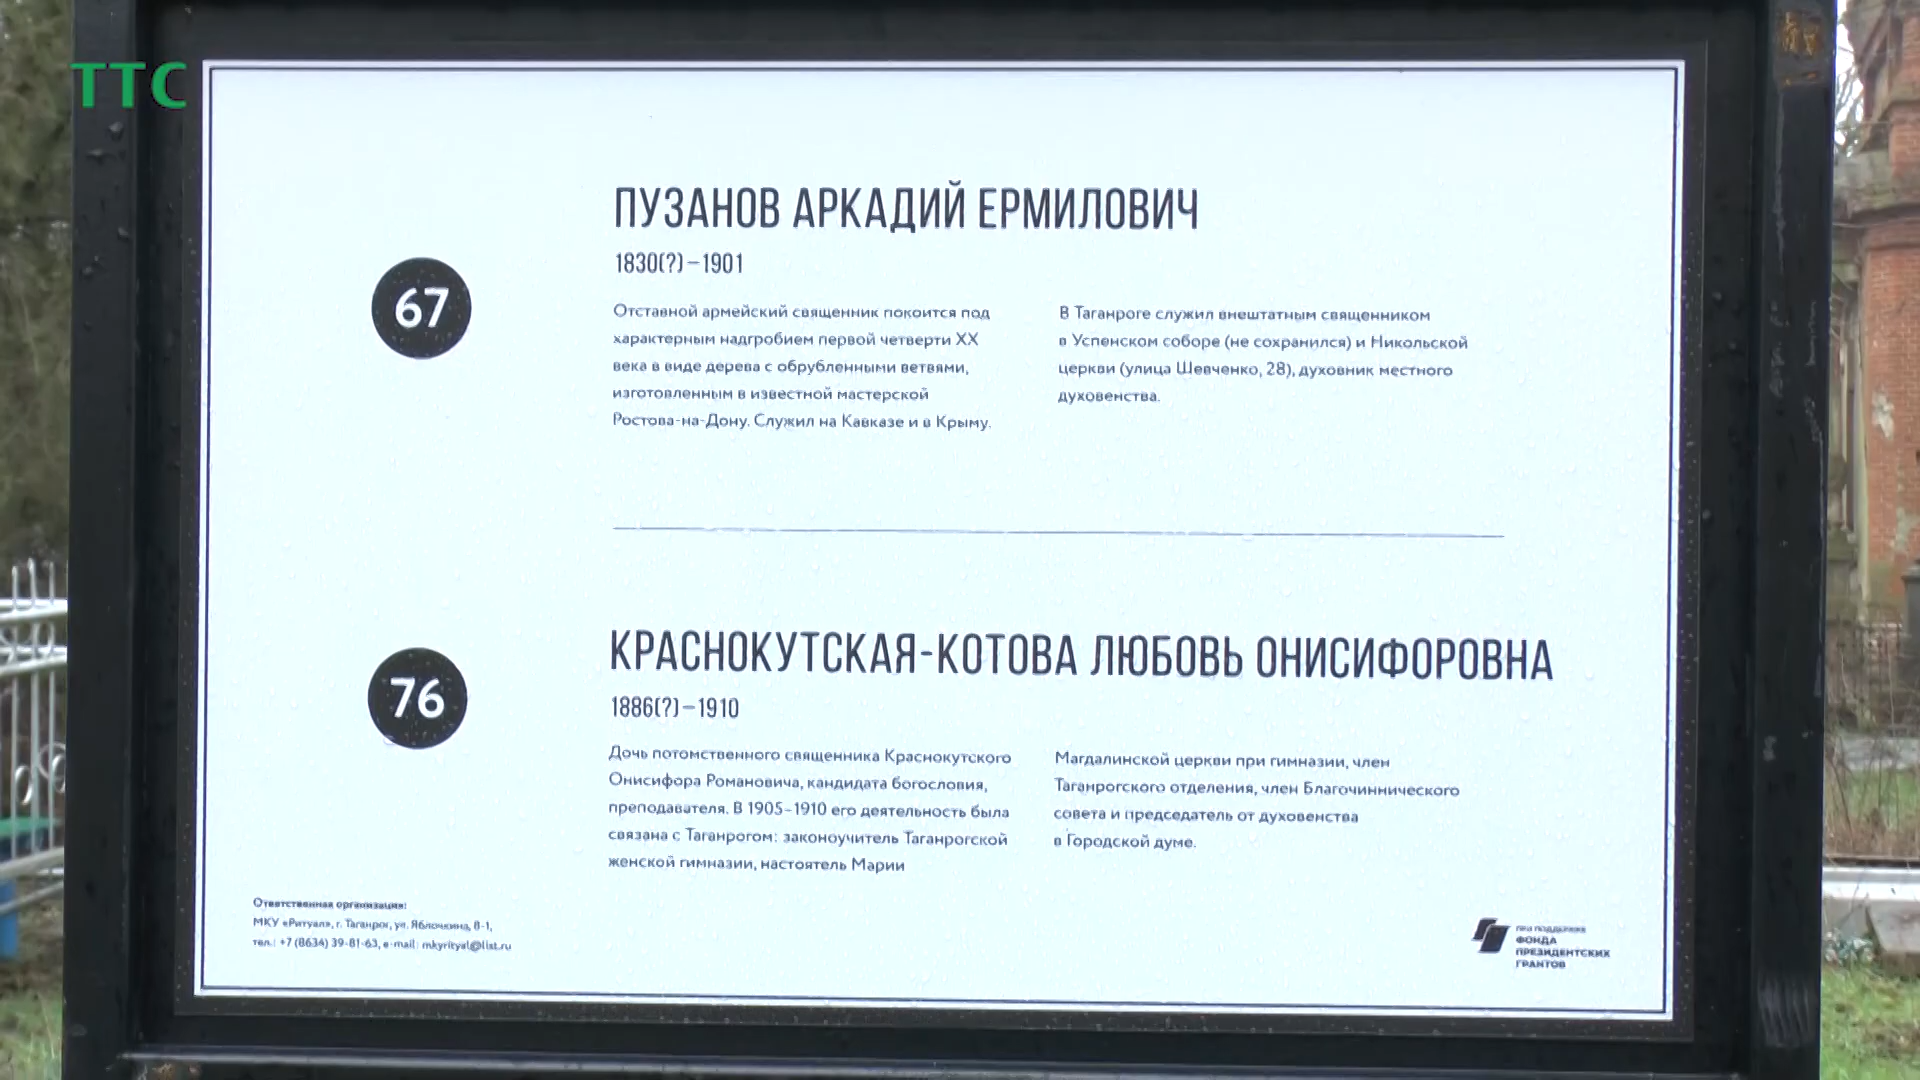 ТТС
ПУЗАНОВ АРКАДИЙ ЕРМИЛОВИЧ
1830(?)–1901
67
Отставной армейский священник покоится под
характерным надгробием первой четверти XX
века в виде дерева с обрубленными ветвями,
изготовленным в известной мастерской
Ростова-на-Дону. Служил на Кавказе и в Крыму.
В Таганроге служил внештатным священником
в Успенском соборе (не сохранился) и Никольской
церкви (улица Шевченко, 28), духовник местного
духовенства.
КРАСНОКУТСКАЯ-КОТОВА ЛЮБОВЬ ОНИСИФОРОВНА
1886(?)–1910
76
Дочь потомственного священника Краснокутского
Онисифора Романовича, кандидата богословия,
преподавателя. В 1905–1910 его деятельность была
связана с Таганрогом: законоучитель Таганрогской
женской гимназии, настоятель Марии
Магдалинской церкви при гимназии, член
Таганрогского отделения, член Благочиннического
совета и председатель от духовенства
в Городской думе.
Ответственная организация:
МКУ «Ритуал», г. Таганрог, ул. Яблочкина, 8-1,
тел.: +7 (8634) 39-81-63, e-mail: mkyrityal@list.ru
ПРИ ПОДДЕРЖКЕ
ФОНДА
ПРЕЗИДЕНТСКИХ
ГРАНТОВ